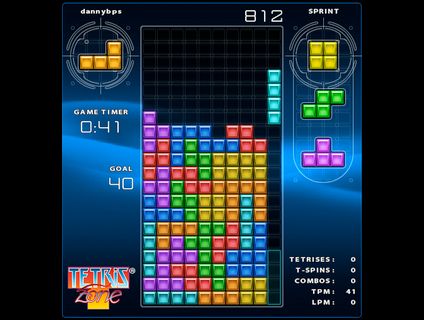 dannybps
812
SPRINT
GAME TIMER
0:41
GOAL
40
TETRIS®
Zone
TETRISES: 0
T-SPINS: 0
COMBOS: 0
TPM: 41
LPM: 0